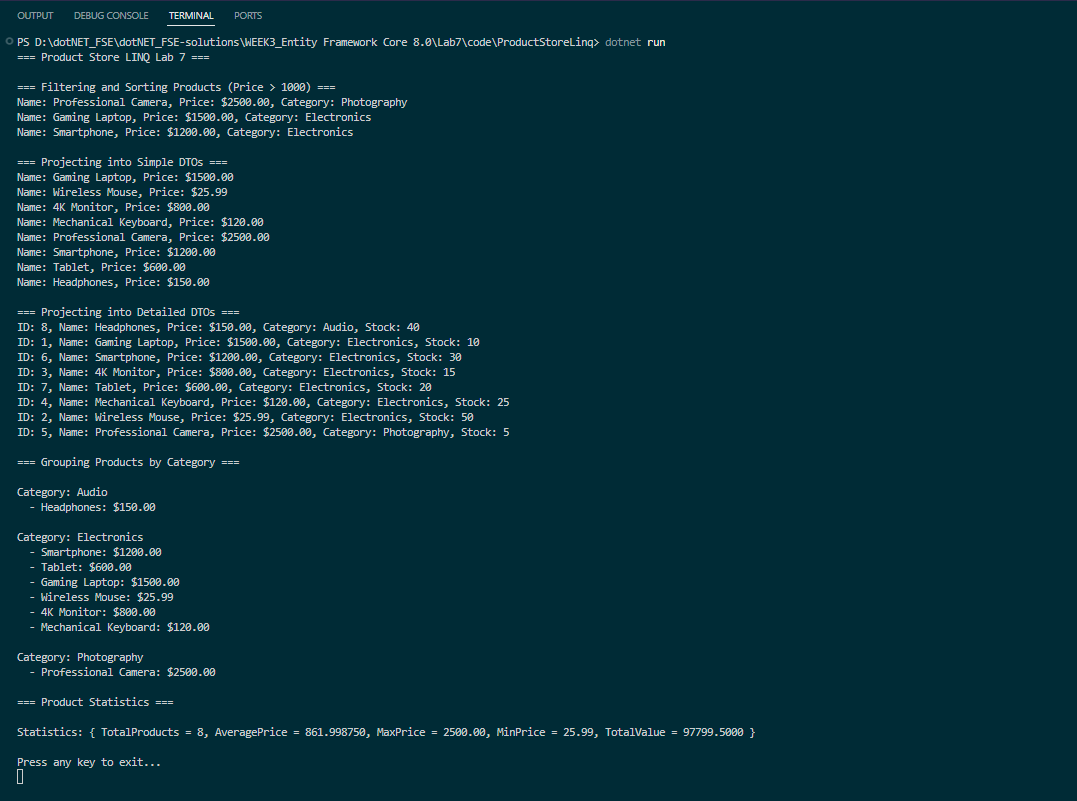 OUTPUT DEBUG CONSOLE TERMINAL PORTS
PS D:\dotNET_FSE\dotNET_FSE-solutions\WEEK3_Entity Framework Core 8.0\Lab7\code\ProductStoreLinq> dotnet run
=== Product Store LINQ Lab 7 ===
=== Filtering and Sorting Products (Price > 1000) ===
Name: Professional Camera, Price: $2500.00, Category: Photography
Name: Gaming Laptop, Price: $1500.00, Category: Electronics
Name: Smartphone, Price: $1200.00, Category: Electronics
=== Projecting into Simple DTOs ===
Name: Gaming Laptop, Price: $1500.00
Name: Wireless Mouse, Price: $25.99
Name: 4K Monitor, Price: $800.00
Name: Mechanical Keyboard, Price: $120.00
Name: Professional Camera, Price: $2500.00
Name: Smartphone, Price: $1200.00
Name: Tablet, Price: $600.00
Name: Headphones, Price: $150.00
=== Projecting into Detailed DTOs ===
ID: 8, Name: Headphones, Price: $150.00, Category: Audio, Stock: 40
ID: 1, Name: Gaming Laptop, Price: $1500.00, Category: Electronics, Stock: 10
ID: 6, Name: Smartphone, Price: $1200.00, Category: Electronics, Stock: 30
ID: 3, Name: 4K Monitor, Price: $800.00, Category: Electronics, Stock: 15
ID: 7, Name: Tablet, Price: $600.00, Category: Electronics, Stock: 20
ID: 4, Name: Mechanical Keyboard, Price: $120.00, Category: Electronics, Stock: 25
ID: 2, Name: Wireless Mouse, Price: $25.99, Category: Electronics, Stock: 50
ID: 5, Name: Professional Camera, Price: $2500.00, Category: Photography, Stock: 5
=== Grouping Products by Category ===
Category: Audio
- Headphones: $150.00
Category: Electronics
- Smartphone: $1200.00
- Tablet: $600.00
- Gaming Laptop: $1500.00
- Wireless Mouse: $25.99
- 4K Monitor: $800.00
- Mechanical Keyboard: $120.00
Category: Photography
- Professional Camera: $2500.00
=== Product Statistics ===
Statistics: { TotalProducts = 8, AveragePrice = 861.998750, MaxPrice = 2500.00, MinPrice = 25.99, TotalValue = 97799.5000 }
Press any key to exit...